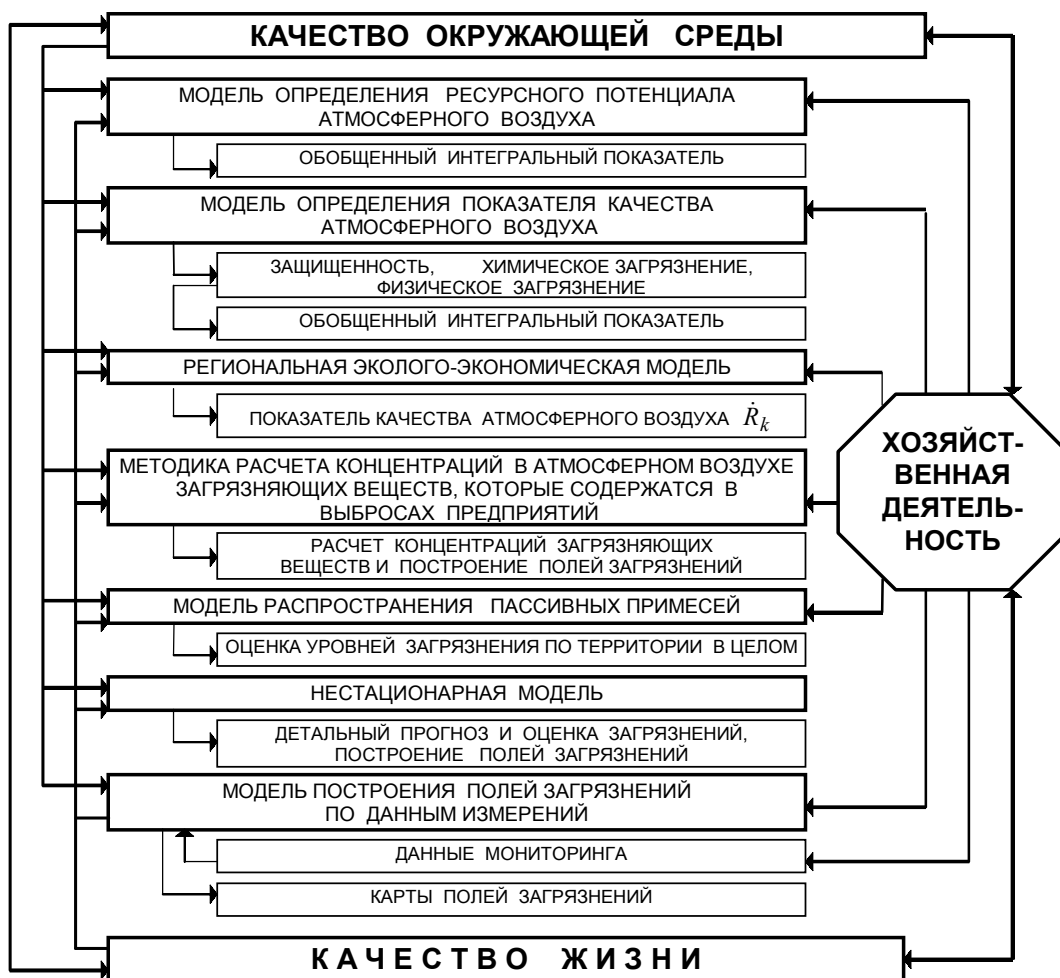 КАЧЕСТВО ОКРУЖАЮЩЕЙ СРЕДЫ
МОДЕЛЬ ОПРЕДЕЛЕНИЯ РЕСУРСНОГО ПОТЕНЦИАЛА
АТМОСФЕРНОГО ВОЗДУХА
ОБОБЩЕННЫЙ ИНТЕГРАЛЬНЫЙ ПОКАЗАТЕЛЬ
МОДЕЛЬ ОПРЕДЕЛЕНИЯ ПОКАЗАТЕЛЯ КАЧЕСТВА
АТМОСФЕРНОГО ВОЗДУХА
ЗАЩИЩЕННОСТЬ, ХИМИЧЕСКОЕ ЗАГРЯЗНЕНИЕ,
ФИЗИЧЕСКОЕ ЗАГРЯЗНЕНИЕ
ОБОБЩЕННЫЙ ИНТЕГРАЛЬНЫЙ ПОКАЗАТЕЛЬ
РЕГИОНАЛЬНАЯ ЭКОЛОГО-ЭКОНОМИЧЕСКАЯ МОДЕЛЬ
ПОКАЗАТЕЛЬ КАЧЕСТВА АТМОСФЕРНОГО ВОЗДУХА Ṙ_k
МЕТОДИКА РАСЧЕТА КОНЦЕНТРАЦИЙ В АТМОСФЕРНОМ ВОЗДУХЕ
ЗАГРЯЗНЯЮЩИХ ВЕЩЕСТВ, КОТОРЫЕ СОДЕРЖАТСЯ В
ВЫБРОСАХ ПРЕДПРИЯТИЙ
РАСЧЕТ КОНЦЕНТРАЦИЙ ЗАГРЯЗНЯЮЩИХ
ВЕЩЕСТВ И ПОСТРОЕНИЕ ПОЛЕЙ ЗАГРЯЗНЕНИЙ
МОДЕЛЬ РАСПРОСТРАНЕНИЯ ПАССИВНЫХ ПРИМЕСЕЙ
ОЦЕНКА УРОВНЕЙ ЗАГРЯЗНЕНИЯ ПО ТЕРРИТОРИИ В ЦЕЛОМ
НЕСТАЦИОНАРНАЯ МОДЕЛЬ
ДЕТАЛЬНЫЙ ПРОГНОЗ И ОЦЕНКА ЗАГРЯЗНЕНИЙ,
ПОСТРОЕНИЕ ПОЛЕЙ ЗАГРЯЗНЕНИЙ
МОДЕЛЬ ПОСТРОЕНИЯ ПОЛЕЙ ЗАГРЯЗНЕНИЙ
ПО ДАННЫМ ИЗМЕРЕНИЙ
ДАННЫЕ МОНИТОРИНГА
КАРТЫ ПОЛЕЙ ЗАГРЯЗНЕНИЙ
КАЧЕСТВО ЖИЗНИ
ХОЗЯЙСТ-
ВЕННАЯ
ДЕЯТЕЛЬ-
НОСТЬ